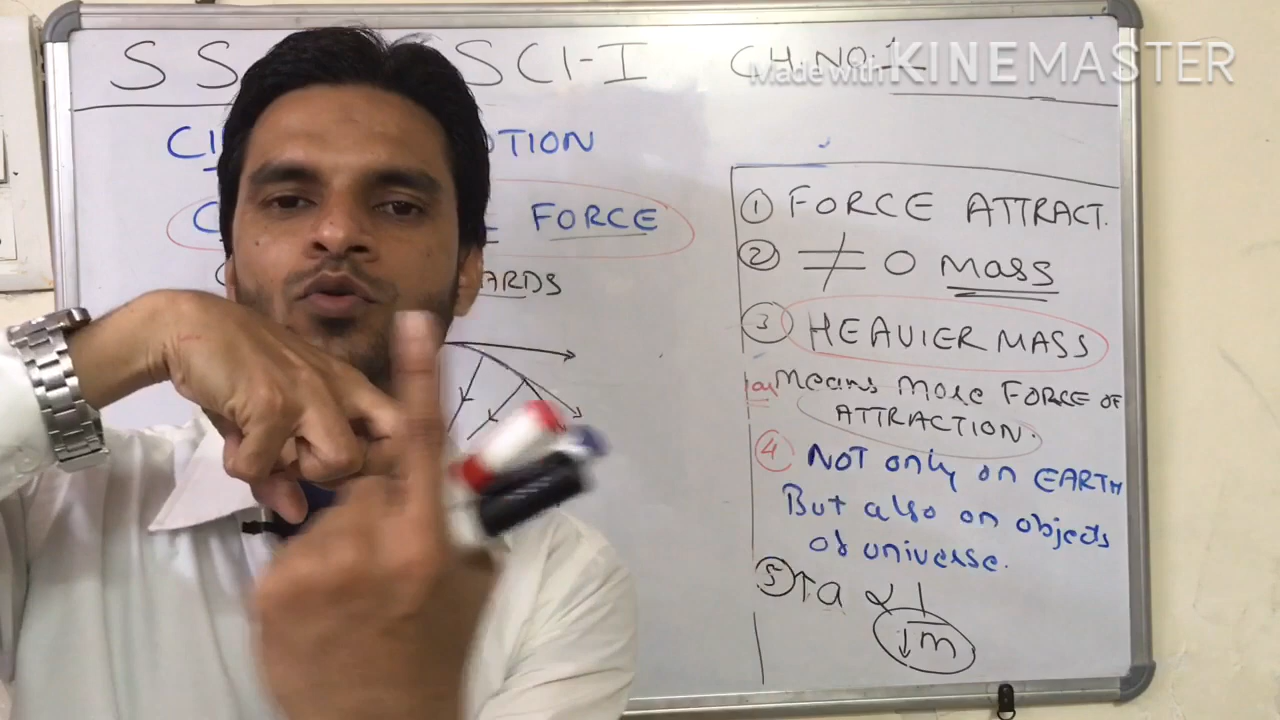 SS SCI-I CH.NO:1
Made with KINEMASTER
OTION
FORCE
ARDS
① FORCE ATTRACT.
② ≠ 0 Mass
③ HEAVIER MASS
Means More FORCE OF
ATTRACTION.
④ NOT only on EARTH
But also on objects
of universe.
⑤ ↑a ∝ 1
↓m